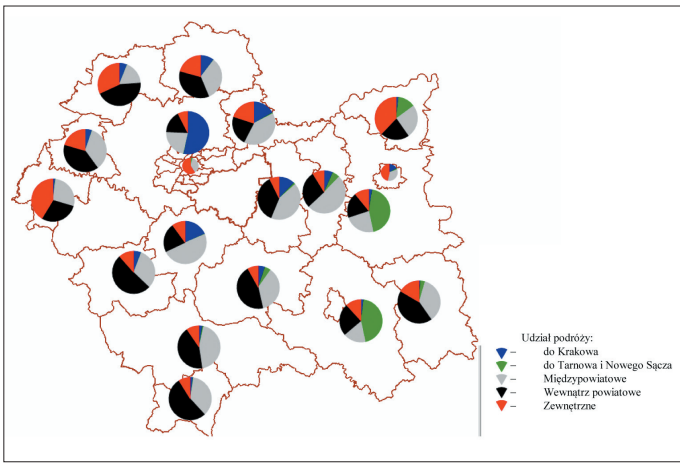 Udział podróży:
– do Krakowa
– do Tarnowa i Nowego Sącza
– Międzypowiatowe
– Wewnątrz powiatowe
– Zewnętrzne